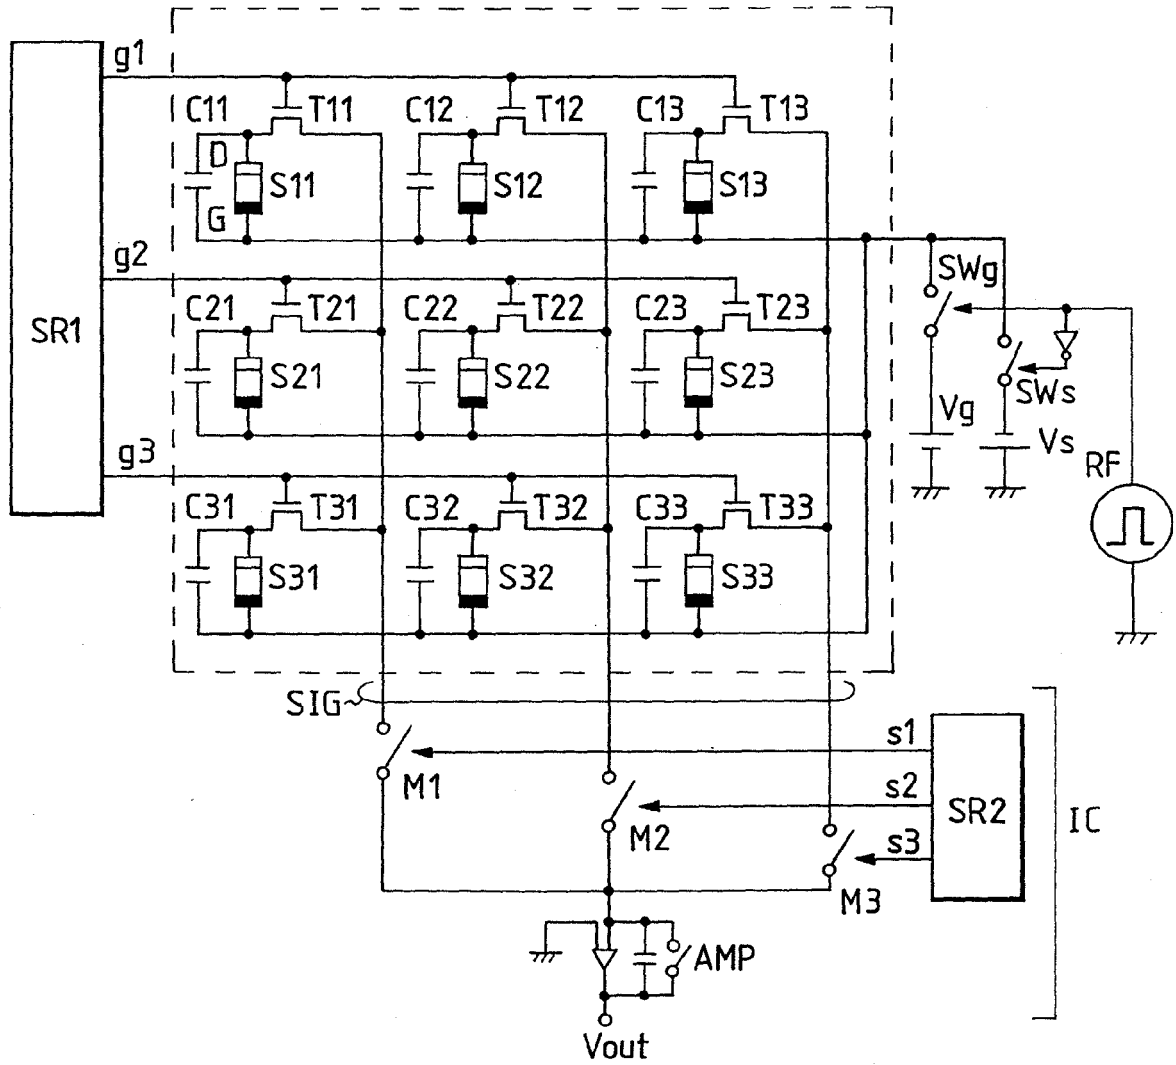 g1
C11 T11 C12 T12 C13 T13
D
S11 S12 S13
G
g2
SWg
C21 T21 C22 T22 C23 T23
SR1
S21 S22 S23
SWs
Vg
Vs
g3
RF
C31 T31 C32 T32 C33 T33
S31 S32 S33
SIG
s1
M1
s2
SR2
IC
M2
s3
M3
AMP
Vout